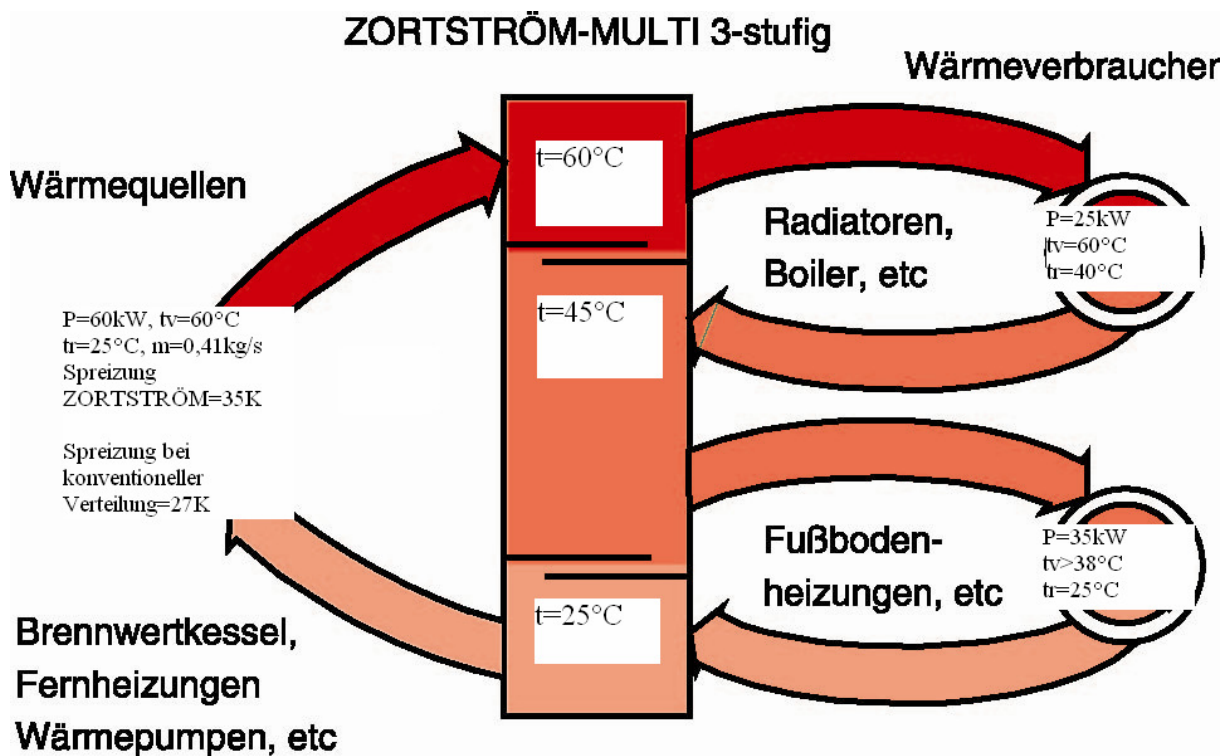 ZORTSTRÖM-MULTI 3-stufig
Wärmeverbraucher
Wärmequellen
t=60°C
Radiatoren,
Boiler, etc
P=25kW
tv=60°C
tr=40°C
P=60kW, tv=60°C
tr=25°C, m=0,41kg/s
Spreizung
ZORTSTRÖM=35K
Spreizung bei
konventioneller
Verteilung=27K
t=45°C
Fußboden-
heizungen, etc
P=35kW
tv>38°C
tr=25°C
t=25°C
Brennwertkessel,
Fernheizungen
Wärmepumpen, etc